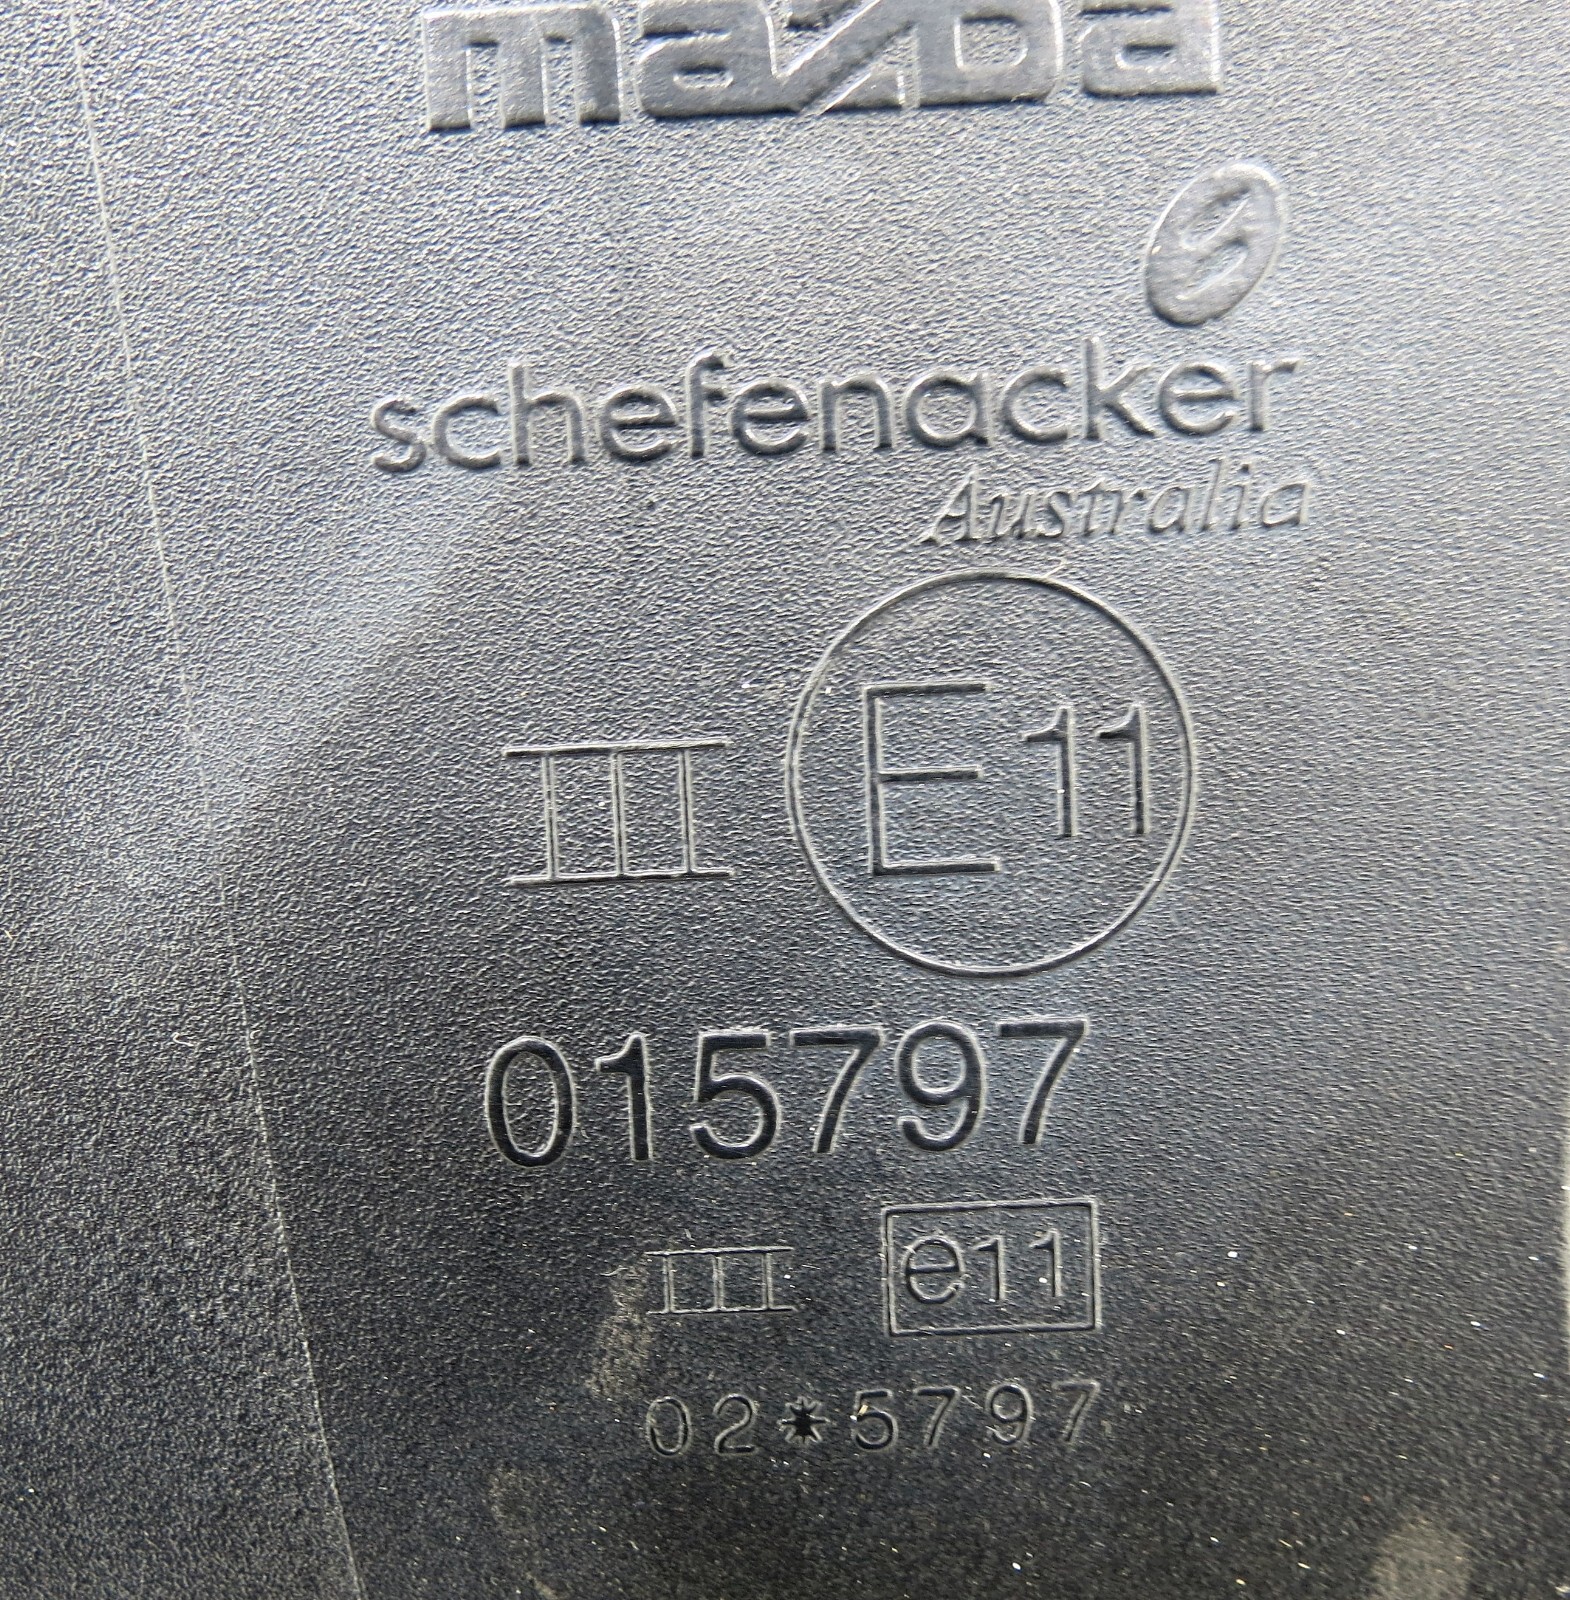 mazda
schefenacker
Australia
III E11
015797
III e11
02*5797